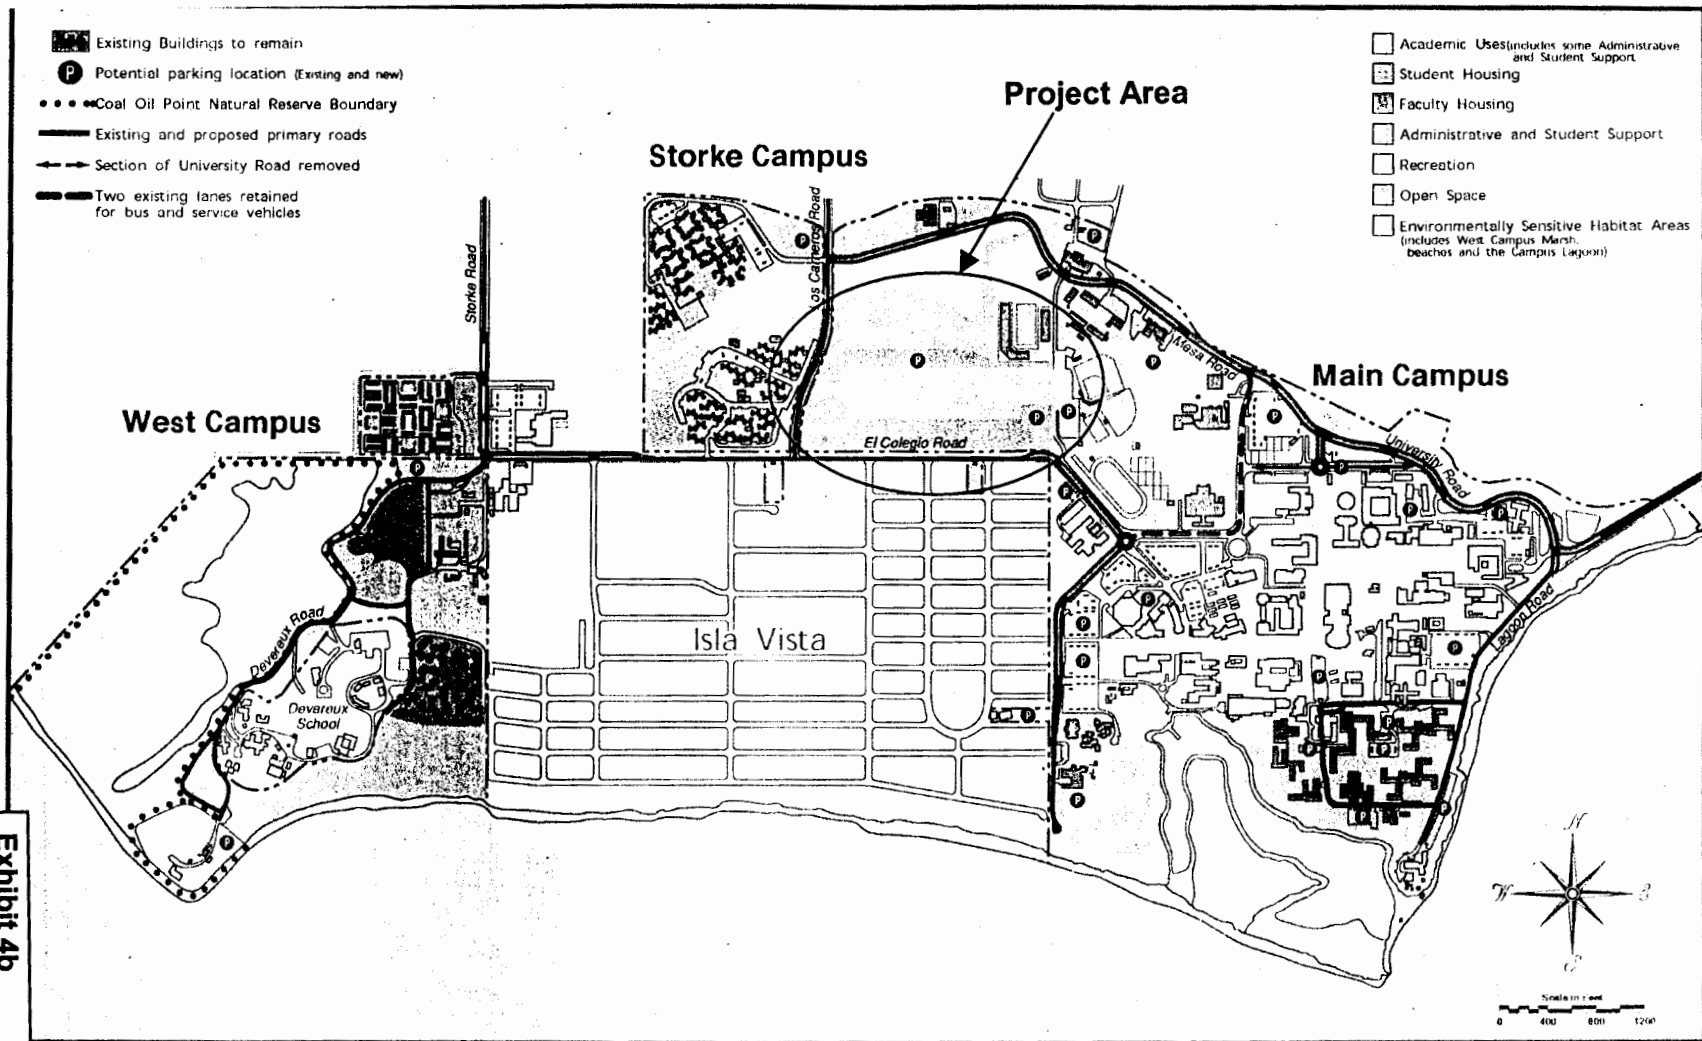 Existing Buildings to remain
P Potential parking location (Existing and new)
Coal Oil Point Natural Reserve Boundary
Existing and proposed primary roads
Section of University Road removed
Two existing lanes retained
for bus and service vehicles
Academic Uses(includes some Administrative
and Student Support
Student Housing
Faculty Housing
Administrative and Student Support
Recreation
Open Space
Environmentally Sensitive Habitat Areas
(includes West Campus Marsh,
beaches and the Campus Lagoon)
Project Area
Storke Campus
West Campus
Main Campus
Storke Road
Los Carneros Road
Mesa Road
El Colegio Road
University Road
Lagoon Road
Devereux Road
Devereux
School
Isla Vista
N
W
S
Scale in Feet
0 400 800 1200
Exhibit 4b